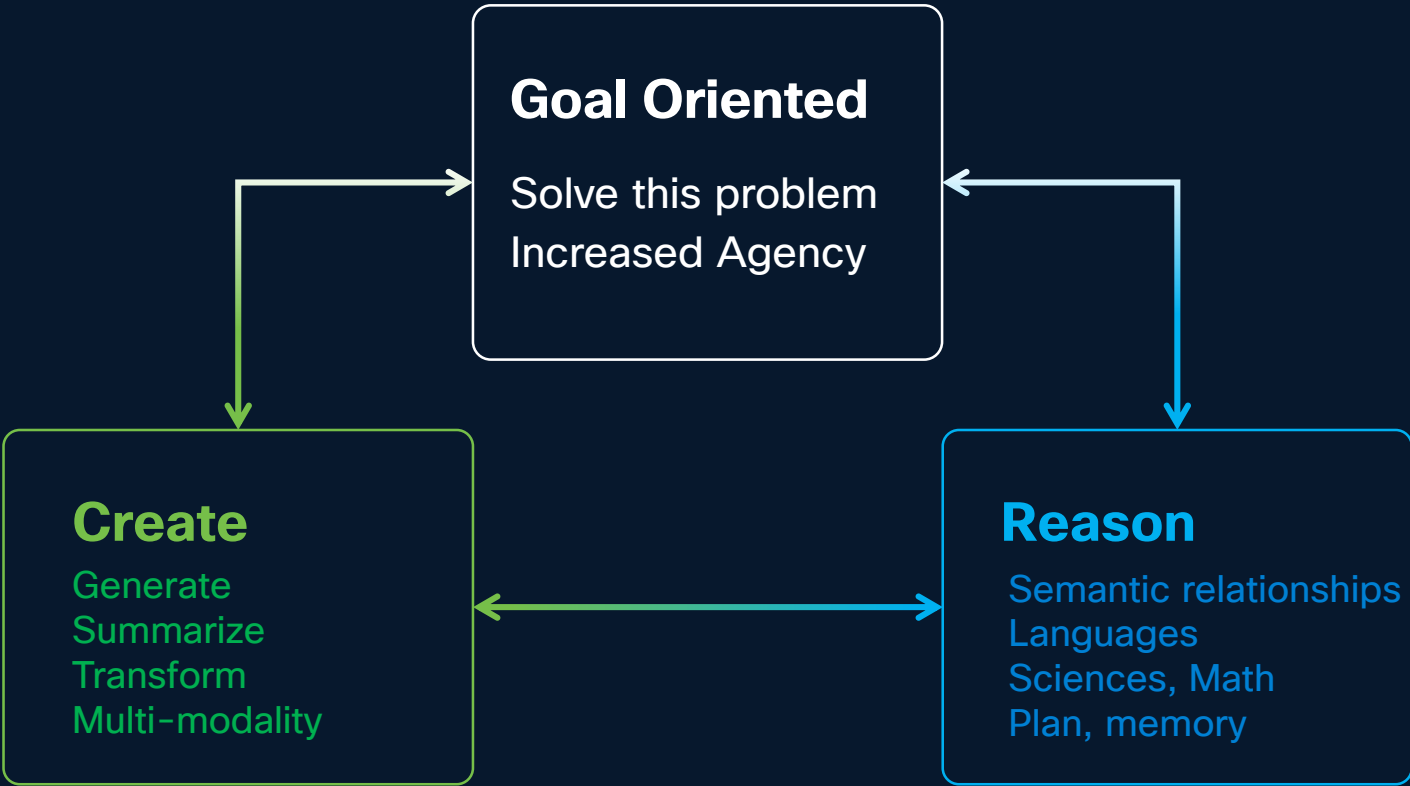 Goal Oriented
Solve this problem
Increased Agency
Create
Generate
Summarize
Transform
Multi-modality
Reason
Semantic relationships
Languages
Sciences, Math
Plan, memory